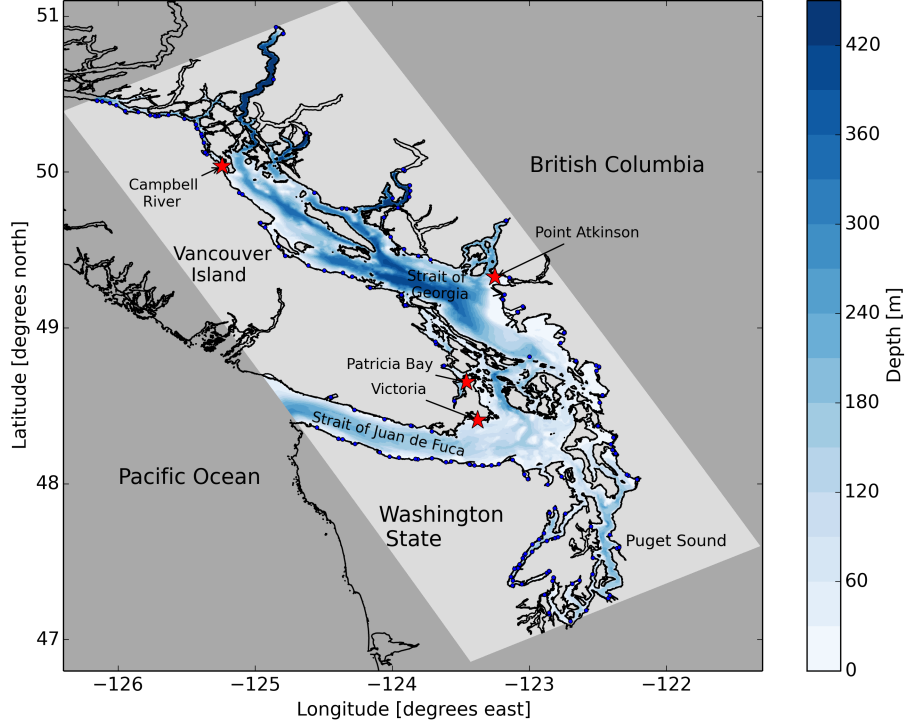 51
50
49
48
47
Latitude [degrees north]
British Columbia
Campbell
River
Point Atkinson
Vancouver
Island
Strait of
Georgia
Patricia Bay
Victoria
Strait of Juan de Fuca
Pacific Ocean
Washington
State
Puget Sound
−126
−125
−124
−123
−122
Longitude [degrees east]
420
360
300
240
180
120
60
0
Depth [m]